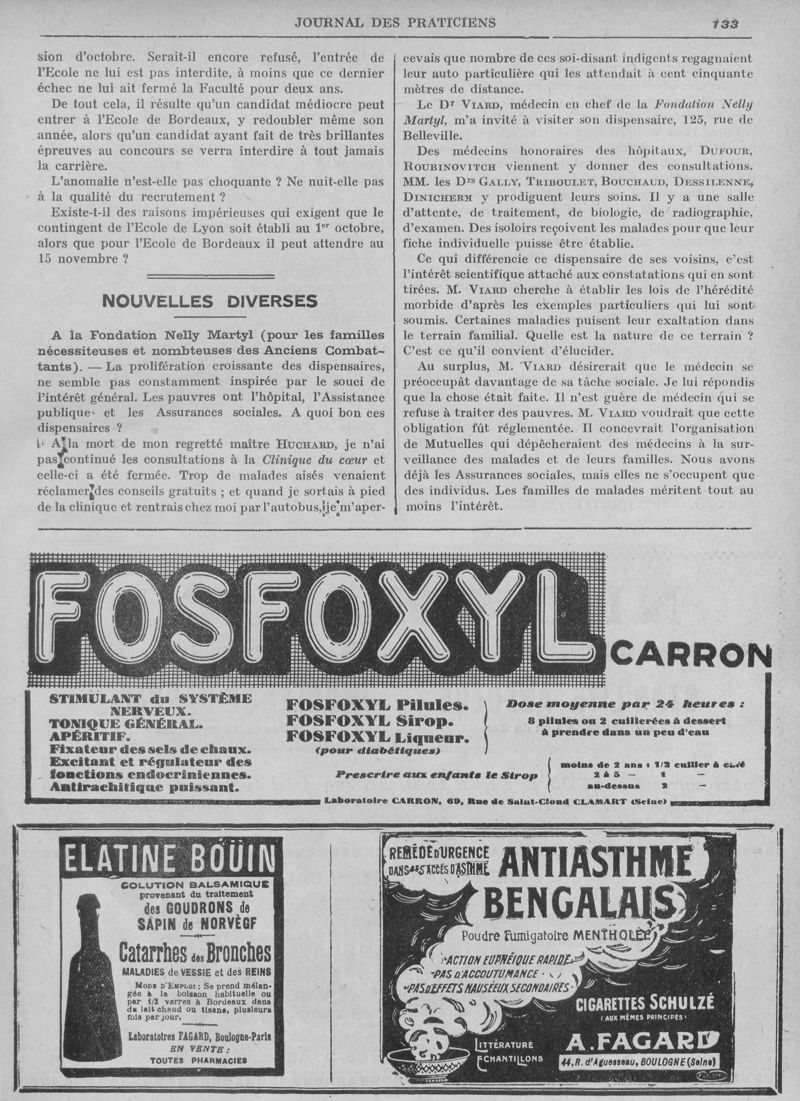 JOURNAL DES PRATICIENS
133
sion d'octobre. Serait-il encore refusé, l'entrée de
l'Ecole ne lui est pas interdite, à moins que ce dernier
échec ne lui ait fermé la Faculté pour deux ans.
De tout cela, il résulte qu'un candidat médiocre peut
entrer à l'Ecole de Bordeaux, y redoubler même son
année, alors qu'un candidat ayant fait de très brillantes
épreuves au concours se verra interdire à tout jamais
la carrière.
L'anomalie n'est-elle pas choquante ? Ne nuit-elle pas
à la qualité du recrutement ?
Existe-t-il des raisons impérieuses qui exigent que le
contingent de l'Ecole de Lyon soit établi au 1er octobre,
alors que pour l'Ecole de Bordeaux il peut attendre au
15 novembre ?
NOUVELLES DIVERSES
A la Fondation Nelly Martyl (pour les familles
nécessiteuses et nombteuses des Anciens Combat-
tants). — La prolifération croissante des dispensaires,
ne semble pas constamment inspirée par le souci de
l'intérêt général. Les pauvres ont l'hôpital, l'Assistance
publique et les Assurances sociales. A quoi bon ces
dispensaires ?
A la mort de mon regretté maître HUCHARD, je n'ai
pas continué les consultations à la Clinique du cœur et
celle-ci a été fermée. Trop de malades aisés venaient
réclamer des conseils gratuits ; et quand je sortais à pied
de la clinique et rentrais chez moi par l'autobus, je m'aper-
cevais que nombre de ces soi-disant indigents regagnaient
leur auto particulière qui les attendait à cent cinquante
mètres de distance.
Le Dr VIARD, médecin en chef de la Fondation Nelly
Martyl, m'a invité à visiter son dispensaire, 125, rue de
Belleville.
Des médecins honoraires des hôpitaux, DUFOUR,
ROUBINOVITCH viennent y donner des consultations.
MM. les Drs GALLY, TRIBOULET, BOUCHAUD, DESSILENNE,
DINICHERH y prodiguent leurs soins. Il y a une salle
d'attente, de traitement, de biologie, de radiographie,
d'examen. Des isoloirs reçoivent les malades pour que leur
fiche individuelle puisse être établie.
Ce qui différencie ce dispensaire de ses voisins, c'est
l'intérêt scientifique attaché aux constatations qui en sont
tirées. M. VIARD cherche à établir les lois de l'hérédité
morbide d'après les exemples particuliers qui lui sont
soumis. Certaines maladies puisent leur exaltation dans
le terrain familial. Quelle est la nature de ce terrain ?
C'est ce qu'il convient d'élucider.
Au surplus, M. VIARD désirerait que le médecin se
préoccupât davantage de sa tâche sociale. Je lui répondis
que la chose était faite. Il n'est guère de médecin qui se
refuse à traiter des pauvres. M. VIARD voudrait que cette
obligation fût réglementée. Il concevrait l'organisation
de Mutuelles qui dépêcheraient des médecins à la sur-
veillance des malades et de leurs familles. Nous avons
déjà les Assurances sociales, mais elles ne s'occupent que
des individus. Les familles de malades méritent tout au
moins l'intérêt.
FOSFOXYL CARRON
STIMULANT du SYSTÈME
NERVEUX.
TONIQUE GÉNÉRAL.
APÉRITIF.
Fixateur des sels de chaux.
Excitant et régulateur des
fonctions endocriniennes.
Antirachitique puissant.
FOSFOXYL Pilules.
FOSFOXYL Sirop.
FOSFOXYL Liqueur.
(pour diabétiques)
Dose moyenne par 24 heures :
8 pilules ou 2 cuillerées à dessert
à prendre dans un peu d'eau
Prescrire aux enfants le Sirop
moins de 2 ans : 1/2 cuiller à café
2 à 5 — 1 —
au-dessus 2 —
Laboratoire CARRON, 69, Rue de Saint-Cloud CLAMART (Seine)
ELATINE BOÜIN
SOLUTION BALSAMIQUE
provenant du traitement
des GOUDRONS de
SAPIN de NORVÈGE
Catarrhes des Bronches
MALADIES de VESSIE et des REINS
MODE D'EMPLOI : Se prend mélan-
gée à la boisson habituelle ou
par 1/2 verres à Bordeaux dans
du lait chaud ou tisane, plusieurs
fois par jour.
Laboratoires FAGARD, Boulogne-Paris
EN VENTE :
TOUTES PHARMACIES
REMÈDE D'URGENCE
DANS LES ACCÈS D'ASTHME
ANTIASTHME
BENGALAIS
Poudre Fumigatoire MENTHOLÉE
ACTION EUPNÉIQUE RAPIDE
PAS D'ACCOUTUMANCE
PAS D'EFFETS NAUSÉEUX SECONDAIRES
CIGARETTES SCHULZÉ
(AUX MÊMES PRINCIPES)
LITTÉRATURE
ECHANTILLONS
A. FAGARD
44, R. d'Aguesseau, BOULOGNE (Seine)